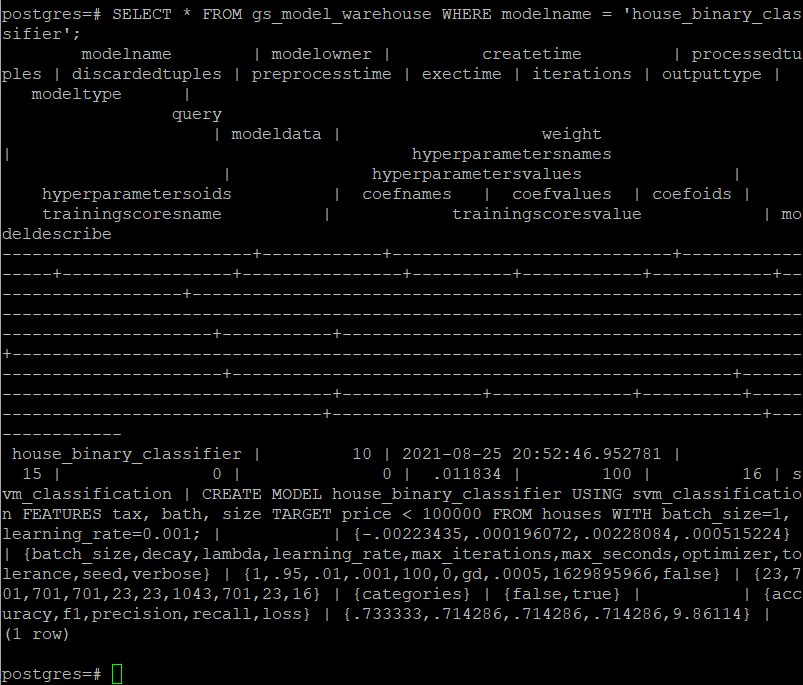 postgres=# SELECT * FROM gs_model_warehouse WHERE modelname = 'house_binary_clas
sifier';
        modelname        | modelowner |         createtime         | processedtu
ples | discardedtuples | preprocesstime | exectime | iterations | outputtype |
   modeltype      |
                 query
                     | modeldata |                    weight
|                                        hyperparametersnames
                      |              hyperparametersvalues               |
    hyperparametersoids          |  coefnames   |  coefvalues  | coefoids |
    trainingscoresname          |            trainingscoresvalue            | mo
deldescribe
-------------------------+------------+----------------------------+------------
-----+-----------------+----------------+----------+------------+------------+--
------------------+-------------------------------------------------------------
--------------------------------------------------------------------------------
---------------------+-----------+----------------------------------------------
+-------------------------------------------------------------------------------
----------------------+--------------------------------------------------+------
---------------------------------+--------------+--------------+----------+-----
--------------------------------+-------------------------------------------+---
------------
 house_binary_classifier |         10 | 2021-08-25 20:52:46.952781 |
  15 |               0 |              0 |  .011834 |        100 |         16 | s
vm_classification | CREATE MODEL house_binary_classifier USING svm_classificatio
n FEATURES tax, bath, size TARGET price < 100000 FROM houses WITH batch_size=1,
learning_rate=0.001; |           | {-.00223435,.000196072,.00228084,.000515224}
| {batch_size,decay,lambda,learning_rate,max_iterations,max_seconds,optimizer,to
lerance,seed,verbose} | {1,.95,.01,.001,100,0,gd,.0005,1629895966,false} | {23,7
01,701,701,23,23,1043,701,23,16} | {categories} | {false,true} |          | {acc
uracy,f1,precision,recall,loss} | {.733333,.714286,.714286,.714286,9.86114} |
(1 row)
postgres=#